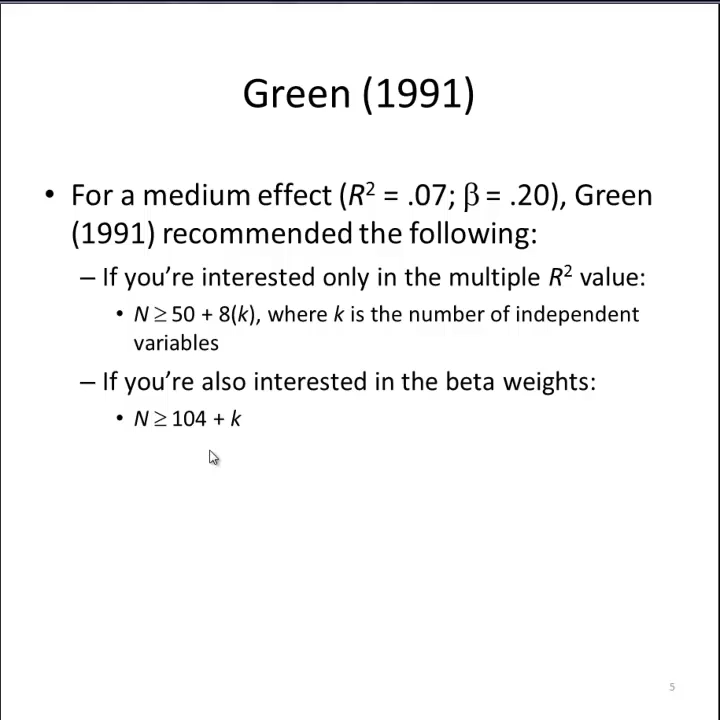 Green (1991)
• For a medium effect (R² = .07; β = .20), Green
(1991) recommended the following:
– If you’re interested only in the multiple R² value:
• N ≥ 50 + 8(k), where k is the number of independent
variables
– If you’re also interested in the beta weights:
• N ≥ 104 + k
5